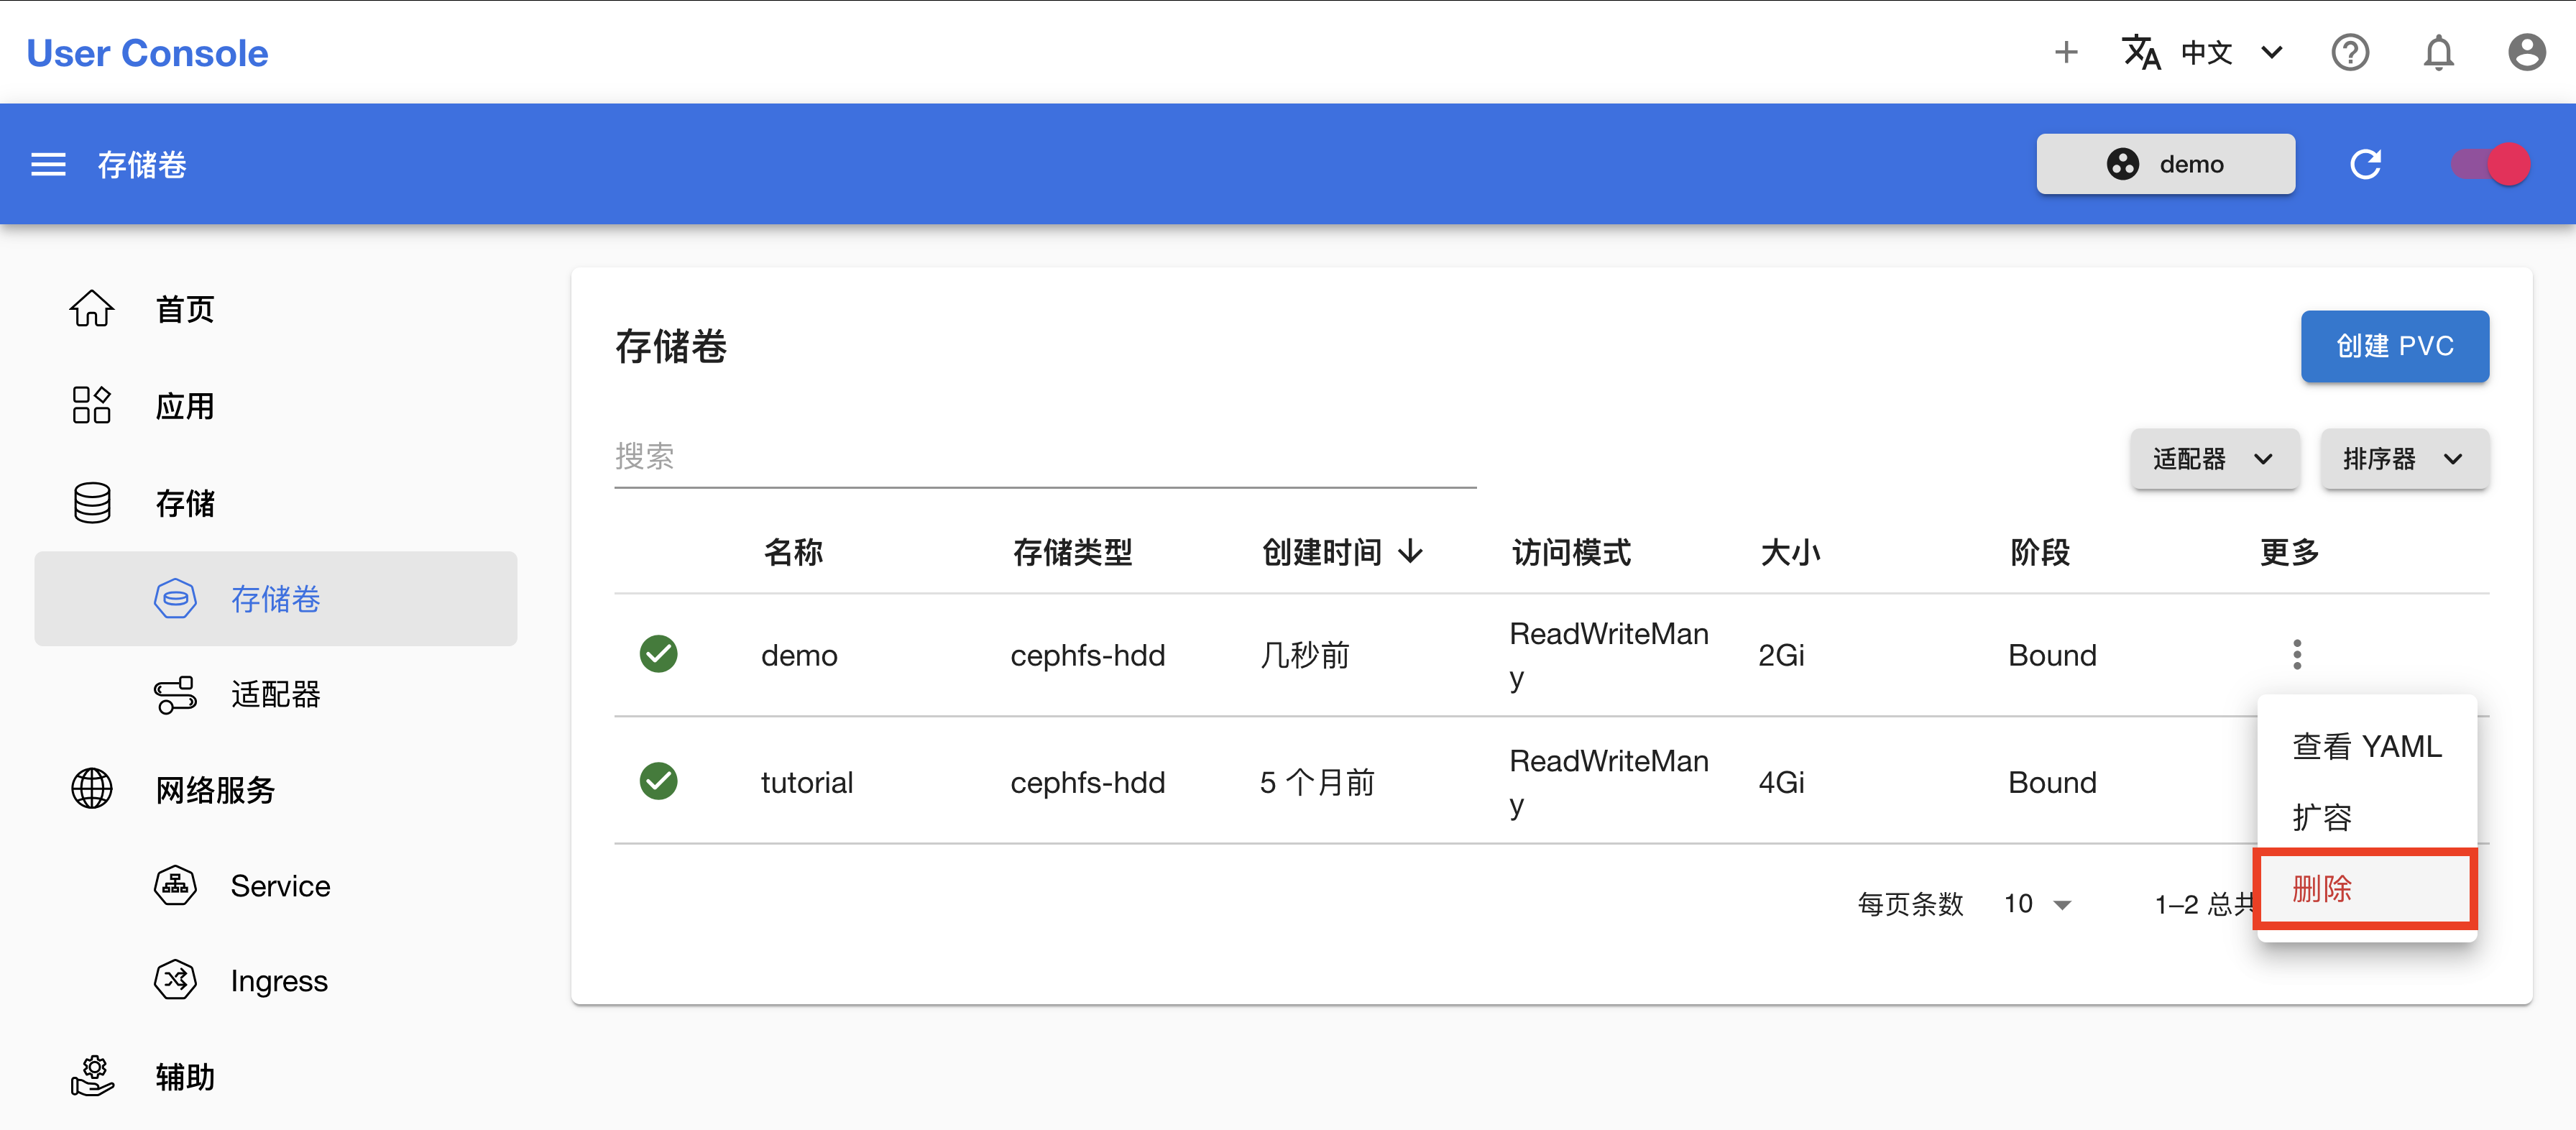 User Console
中文
存储卷
demo
首页
应用
存储
存储卷
适配器
网络服务
Service
Ingress
辅助
存储卷
创建 PVC
搜索
适配器
排序器
名称 存储类型 创建时间 访问模式 大小 阶段 更多
demo cephfs-hdd 几秒前 ReadWriteMan
y 2Gi Bound
tutorial cephfs-hdd 5 个月前 ReadWriteMan
y 4Gi Bound
查看 YAML
扩容
删除
每页条数 10 1–2 总共